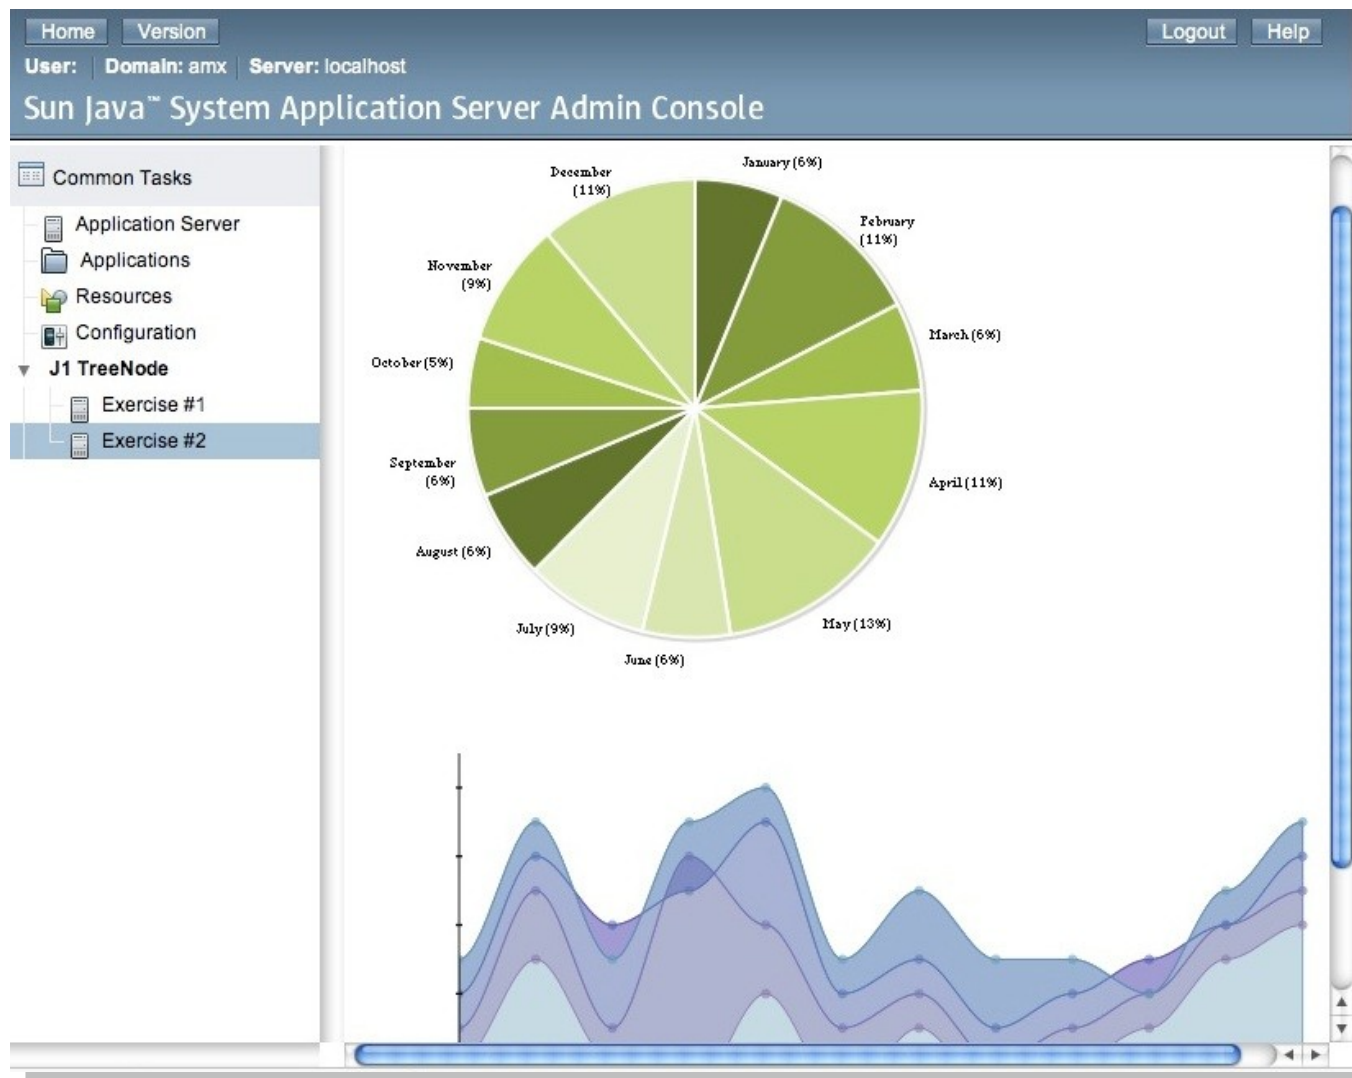 Home Version Logout Help
User: Domain: amx Server: localhost
Sun Java™ System Application Server Admin Console
Common Tasks
Application Server
Applications
Resources
Configuration
J1 TreeNode
Exercise #1
Exercise #2
January (6%)
February
(11%)
March (6%)
April (11%)
May (13%)
June (6%)
July (9%)
August (6%)
September
(6%)
October (5%)
November
(9%)
December
(11%)